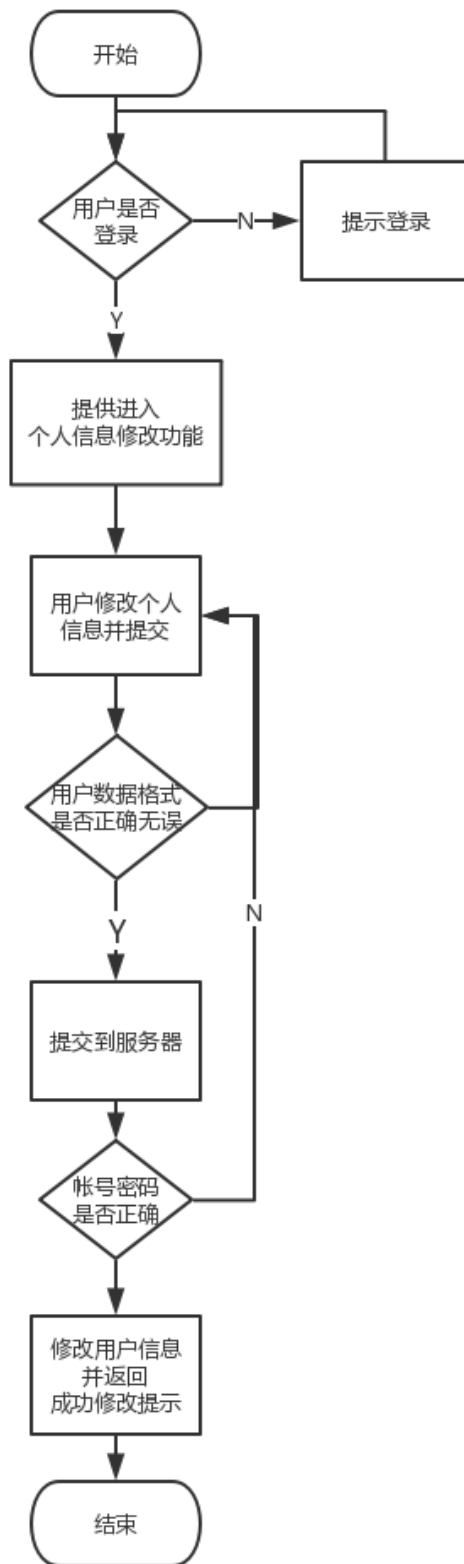 开始
用户是否
登录
N
提示登录
Y
提供进入
个人信息修改功能
用户修改个人
信息并提交
用户数据格式
是否正确无误
Y
N
提交到服务器
帐号密码
是否正确
修改用户信息
并返回
成功修改提示
结束